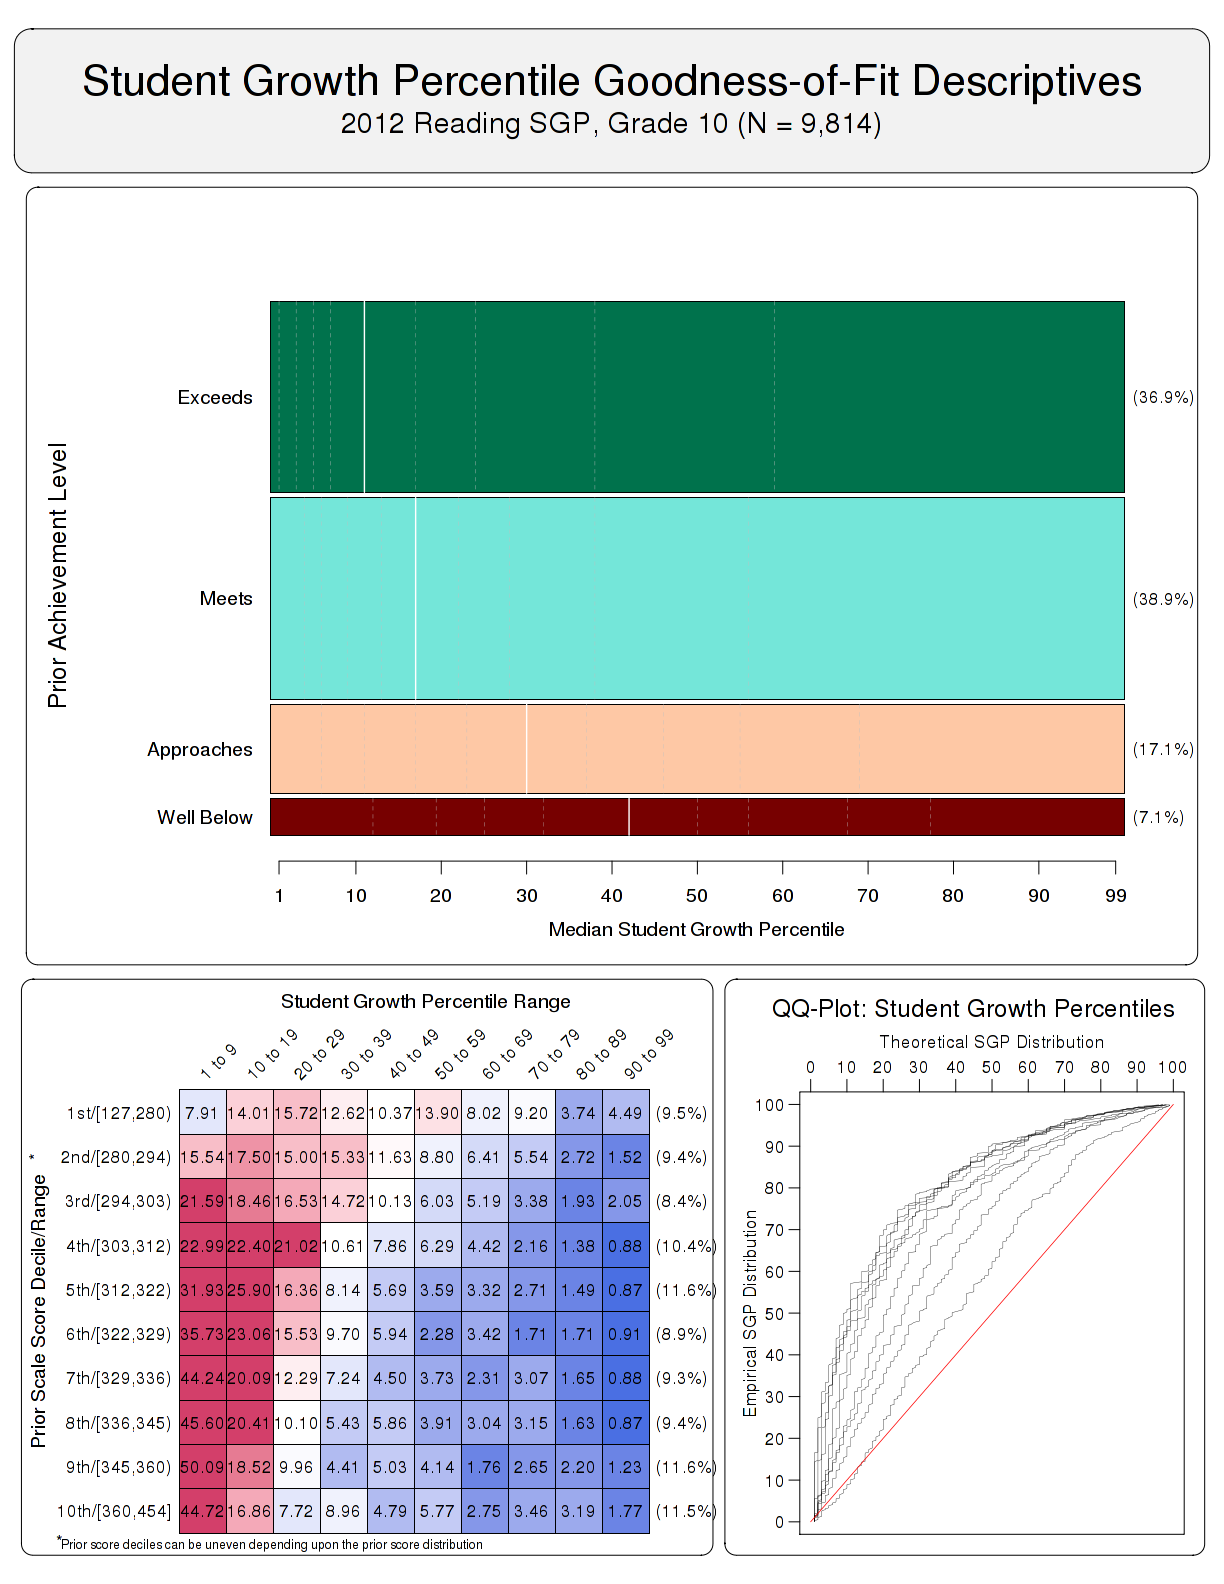 Student Growth Percentile Goodness-of-Fit Descriptives
2012 Reading SGP, Grade 10 (N = 9,814)
Prior Achievement Level
Exceeds (36.9%)
Meets (38.9%)
Approaches (17.1%)
Well Below (7.1%)
1 10 20 30 40 50 60 70 80 90 99
Median Student Growth Percentile
Student Growth Percentile Range
1 to 9 10 to 19 20 to 29 30 to 39 40 to 49 50 to 59 60 to 69 70 to 79 80 to 89 90 to 99
Prior Scale Score Decile/Range *
1st/[127,280) 7.91 14.01 15.72 12.62 10.37 13.90 8.02 9.20 3.74 4.49 (9.5%)
2nd/[280,294) 15.54 17.50 15.00 15.33 11.63 8.80 6.41 5.54 2.72 1.52 (9.4%)
3rd/[294,303) 21.59 18.46 16.53 14.72 10.13 6.03 5.19 3.38 1.93 2.05 (8.4%)
4th/[303,312) 22.99 22.40 21.02 10.61 7.86 6.29 4.42 2.16 1.38 0.88 (10.4%)
5th/[312,322) 31.93 25.90 16.36 8.14 5.69 3.59 3.32 2.71 1.49 0.87 (11.6%)
6th/[322,329) 35.73 23.06 15.53 9.70 5.94 2.28 3.42 1.71 1.71 0.91 (8.9%)
7th/[329,336) 44.24 20.09 12.29 7.24 4.50 3.73 2.31 3.07 1.65 0.88 (9.3%)
8th/[336,345) 45.60 20.41 10.10 5.43 5.86 3.91 3.04 3.15 1.63 0.87 (9.4%)
9th/[345,360) 50.09 18.52 9.96 4.41 5.03 4.14 1.76 2.65 2.20 1.23 (11.6%)
10th/[360,454] 44.72 16.86 7.72 8.96 4.79 5.77 2.75 3.46 3.19 1.77 (11.5%)
*Prior score deciles can be uneven depending upon the prior score distribution
QQ-Plot: Student Growth Percentiles
Theoretical SGP Distribution
0 10 20 30 40 50 60 70 80 90 100
Empirical SGP Distribution
100
90
80
70
60
50
40
30
20
10
0